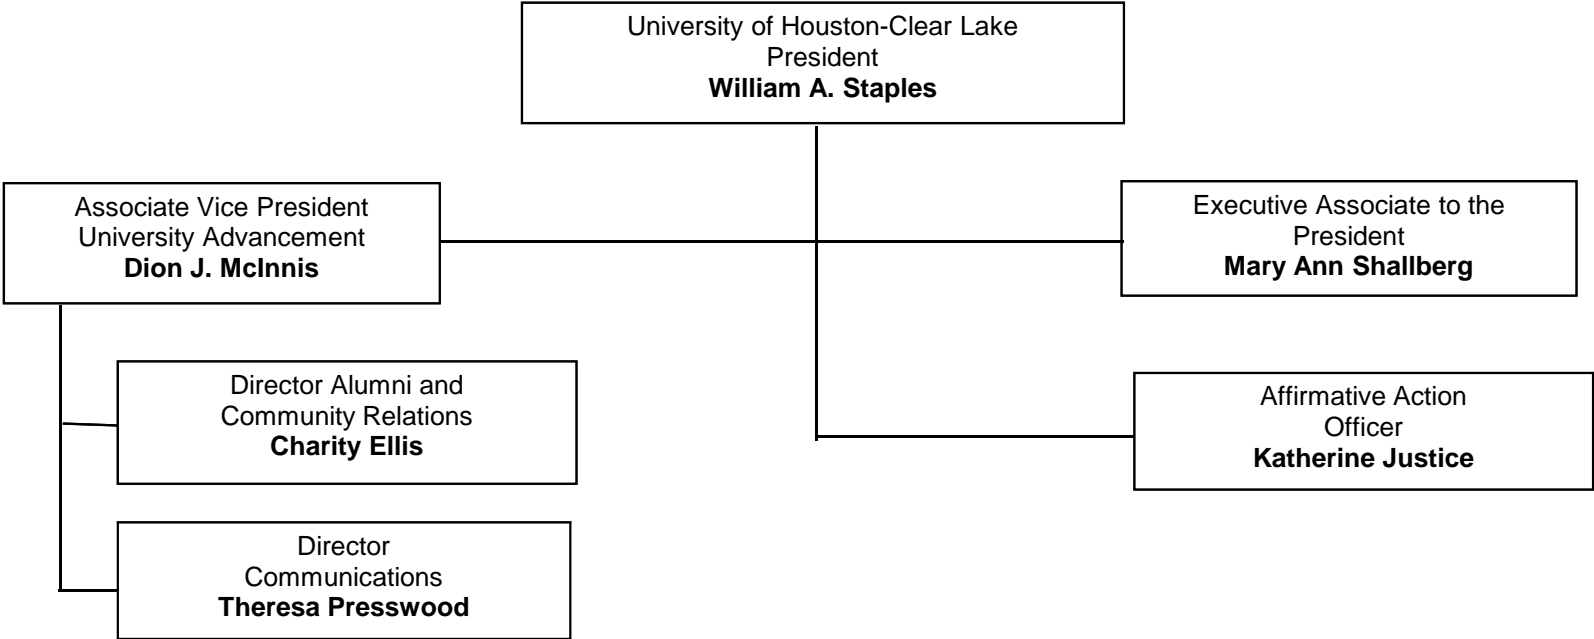 University of Houston-Clear Lake
President
William A. Staples
Associate Vice President
University Advancement
Dion J. McInnis
Executive Associate to the
President
Mary Ann Shallberg
Director Alumni and
Community Relations
Charity Ellis
Affirmative Action
Officer
Katherine Justice
Director
Communications
Theresa Presswood